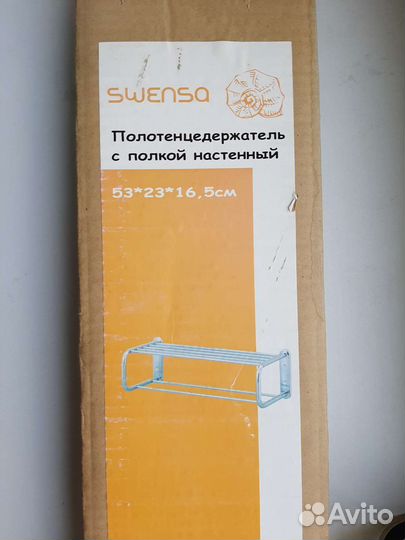 swensa
Полотенцедержатель
с полкой настенный
53*23*16,5см
Avito